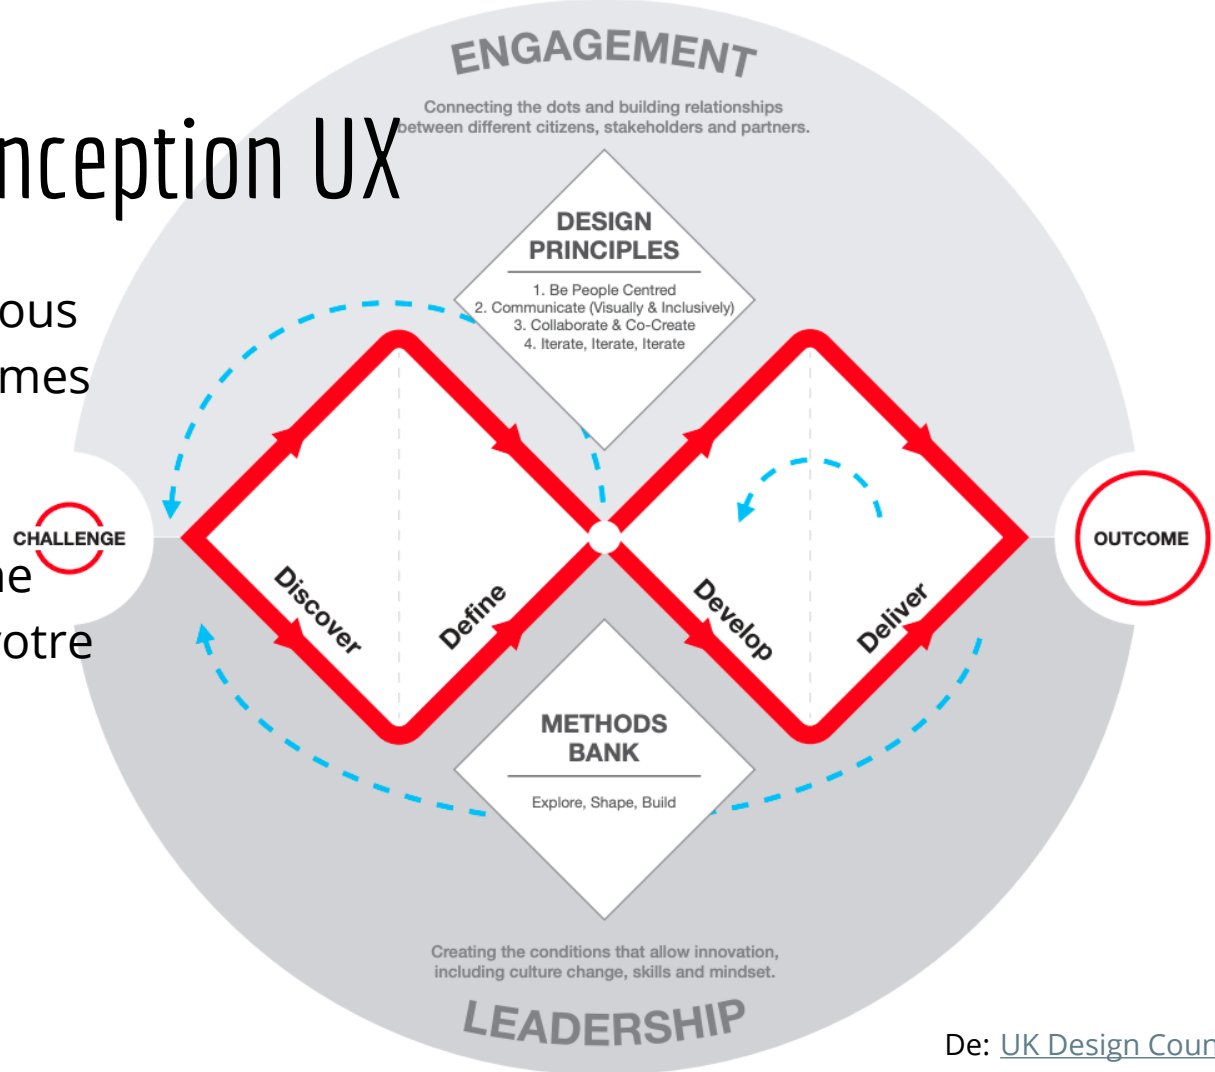 ENGAGEMENT
Connecting the dots and building relationships
between different citizens, stakeholders and partners.
nception UX
DESIGN
PRINCIPLES
1. Be People Centred
2. Communicate (Visually & Inclusively)
3. Collaborate & Co-Create
4. Iterate, Iterate, Iterate
ous
mes
CHALLENGE
OUTCOME
ne
votre
Discover
Define
Develop
Deliver
METHODS
BANK
Explore, Shape, Build
Creating the conditions that allow innovation,
including culture change, skills and mindset.
LEADERSHIP
De: UK Design Coun